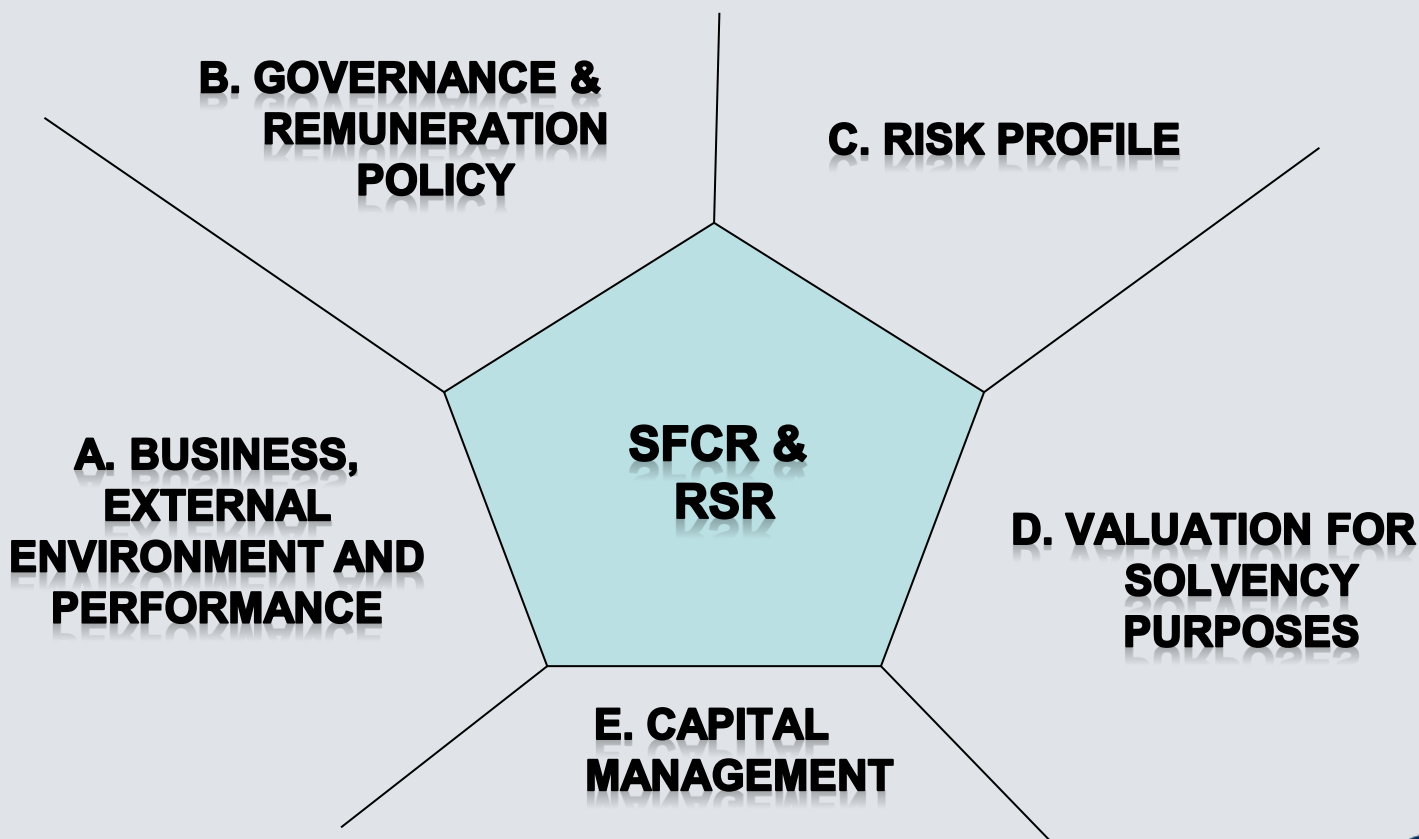 B. GOVERNANCE &
REMUNERATION
POLICY
C. RISK PROFILE
A. BUSINESS,
EXTERNAL
ENVIRONMENT AND
PERFORMANCE
SFCR &
RSR
D. VALUATION FOR
SOLVENCY
PURPOSES
E. CAPITAL
MANAGEMENT